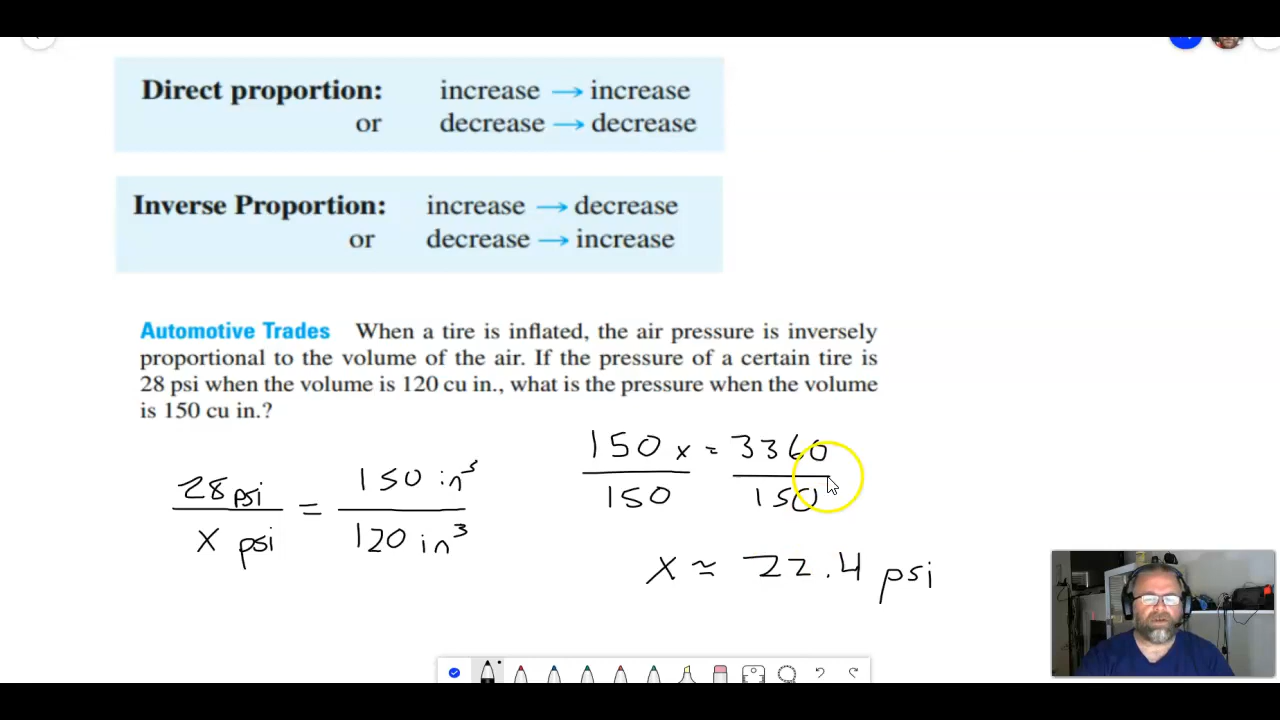 Direct proportion: increase → increase
or decrease → decrease
Inverse Proportion: increase → decrease
or decrease → increase
Automotive Trades When a tire is inflated, the air pressure is inversely
proportional to the volume of the air. If the pressure of a certain tire is
28 psi when the volume is 120 cu in., what is the pressure when the volume
is 150 cu in.?
28 psi
x psi
=
150 in³
120 in³
150 x = 3360
150 150
x ≈ 22.4 psi